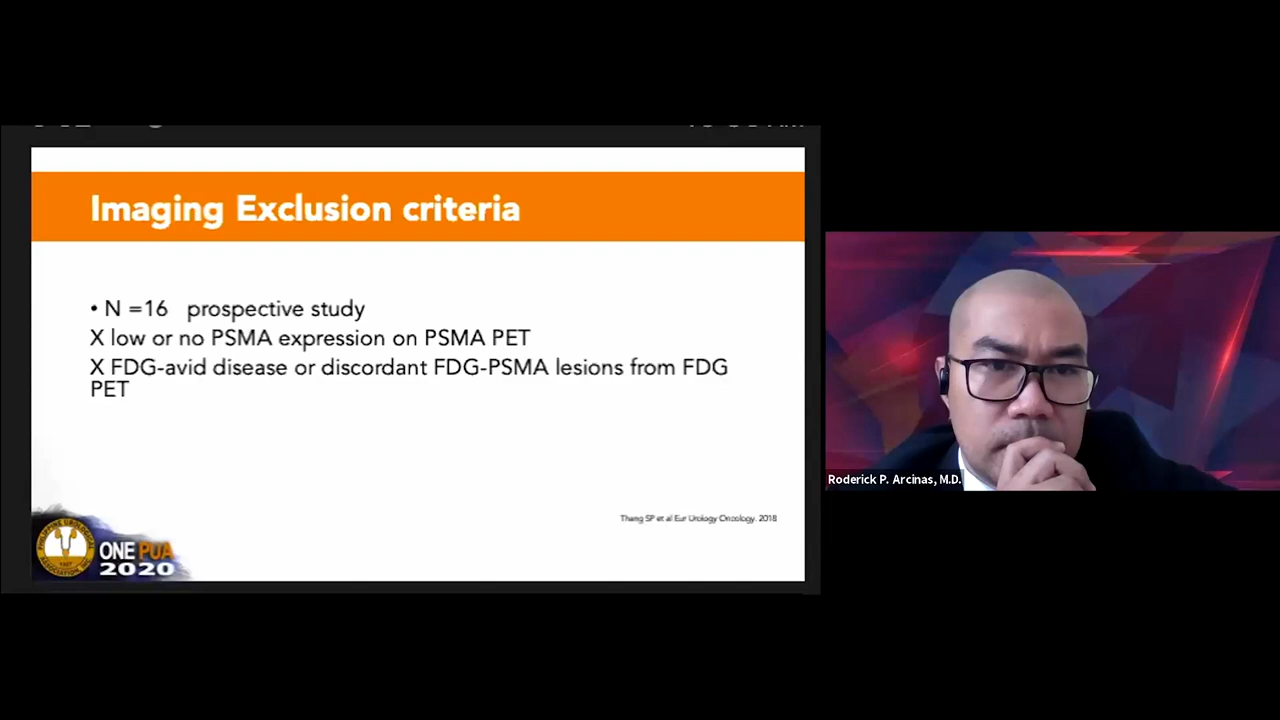 Imaging Exclusion criteria
• N =16 prospective study
X low or no PSMA expression on PSMA PET
X FDG-avid disease or discordant FDG-PSMA lesions from FDG
PET
Thang SP et al Eur Urology Oncology. 2018
ONE PUA
2020
Roderick P. Arcinas, M.D.